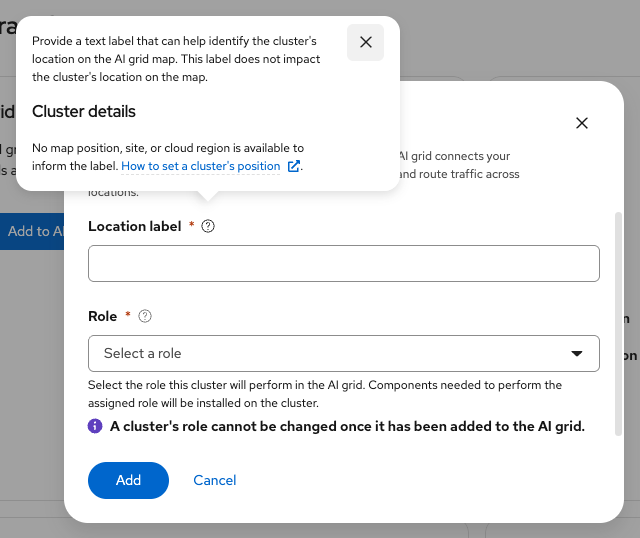 Provide a text label that can help identify the cluster's
location on the AI grid map. This label does not impact
the cluster's location on the map.
Cluster details
No map position, site, or cloud region is available to
inform the label. How to set a cluster's position.
AI grid connects your
and route traffic across
locations.
Add to AI
Location label *
Role *
Select a role
Select the role this cluster will perform in the AI grid. Components needed to perform the
assigned role will be installed on the cluster.
A cluster's role cannot be changed once it has been added to the AI grid.
Add Cancel